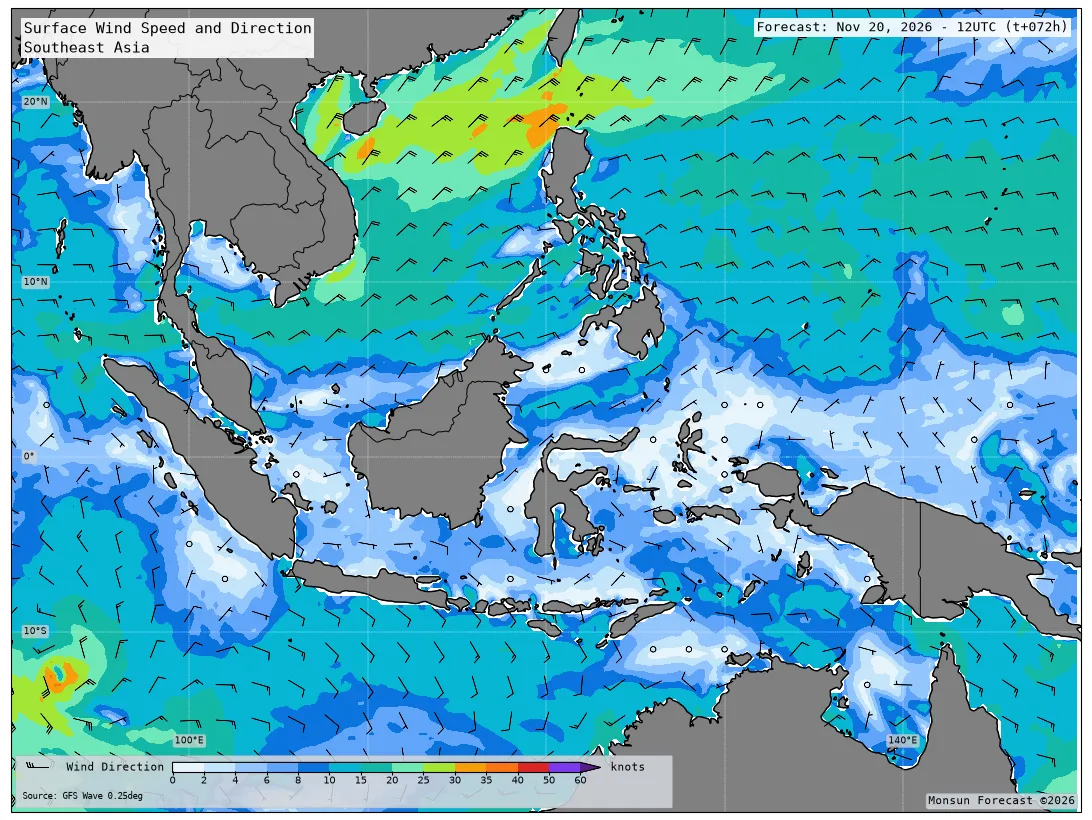 Surface Wind Speed and Direction
Southeast Asia
Forecast: Nov 20, 2026 - 12UTC (t+072h)
20°N
10°N
0°
10°S
100°E
140°E
Wind Direction
0 2 4 6 8 10 15 20 25 30 35 40 50 60
knots
Source: GFS Wave 0.25deg
Monsun Forecast ©2026